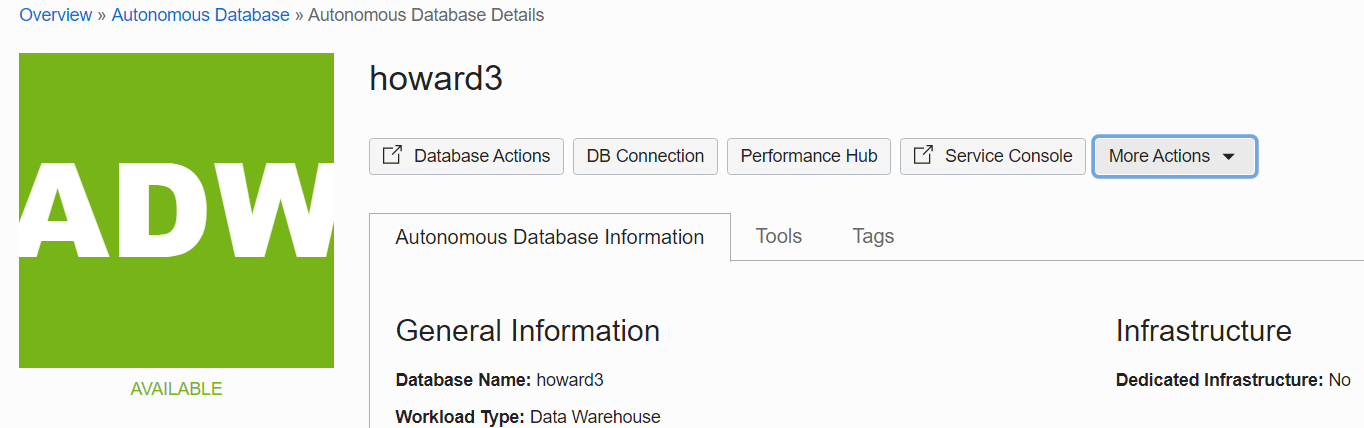 Overview » Autonomous Database » Autonomous Database Details
ADW
AVAILABLE
howard3
Database Actions DB Connection Performance Hub Service Console More Actions
Autonomous Database Information Tools Tags
General Information
Database Name: howard3
Workload Type: Data Warehouse
Infrastructure
Dedicated Infrastructure: No